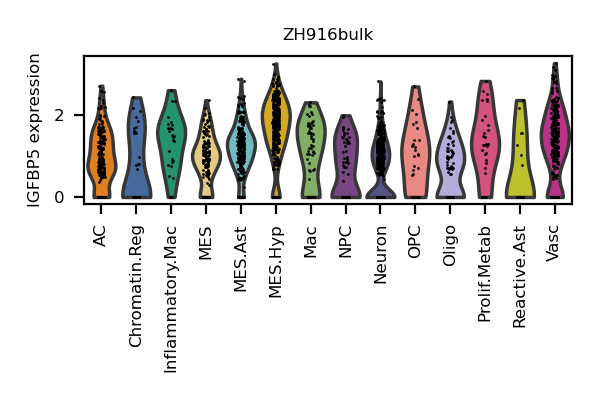 ZH916bulk
IGFBP5 expression
2
0
AC
Chromatin.Reg
Inflammatory.Mac
MES
MES.Ast
MES.Hyp
Mac
NPC
Neuron
OPC
Oligo
Prolif.Metab
Reactive.Ast
Vasc